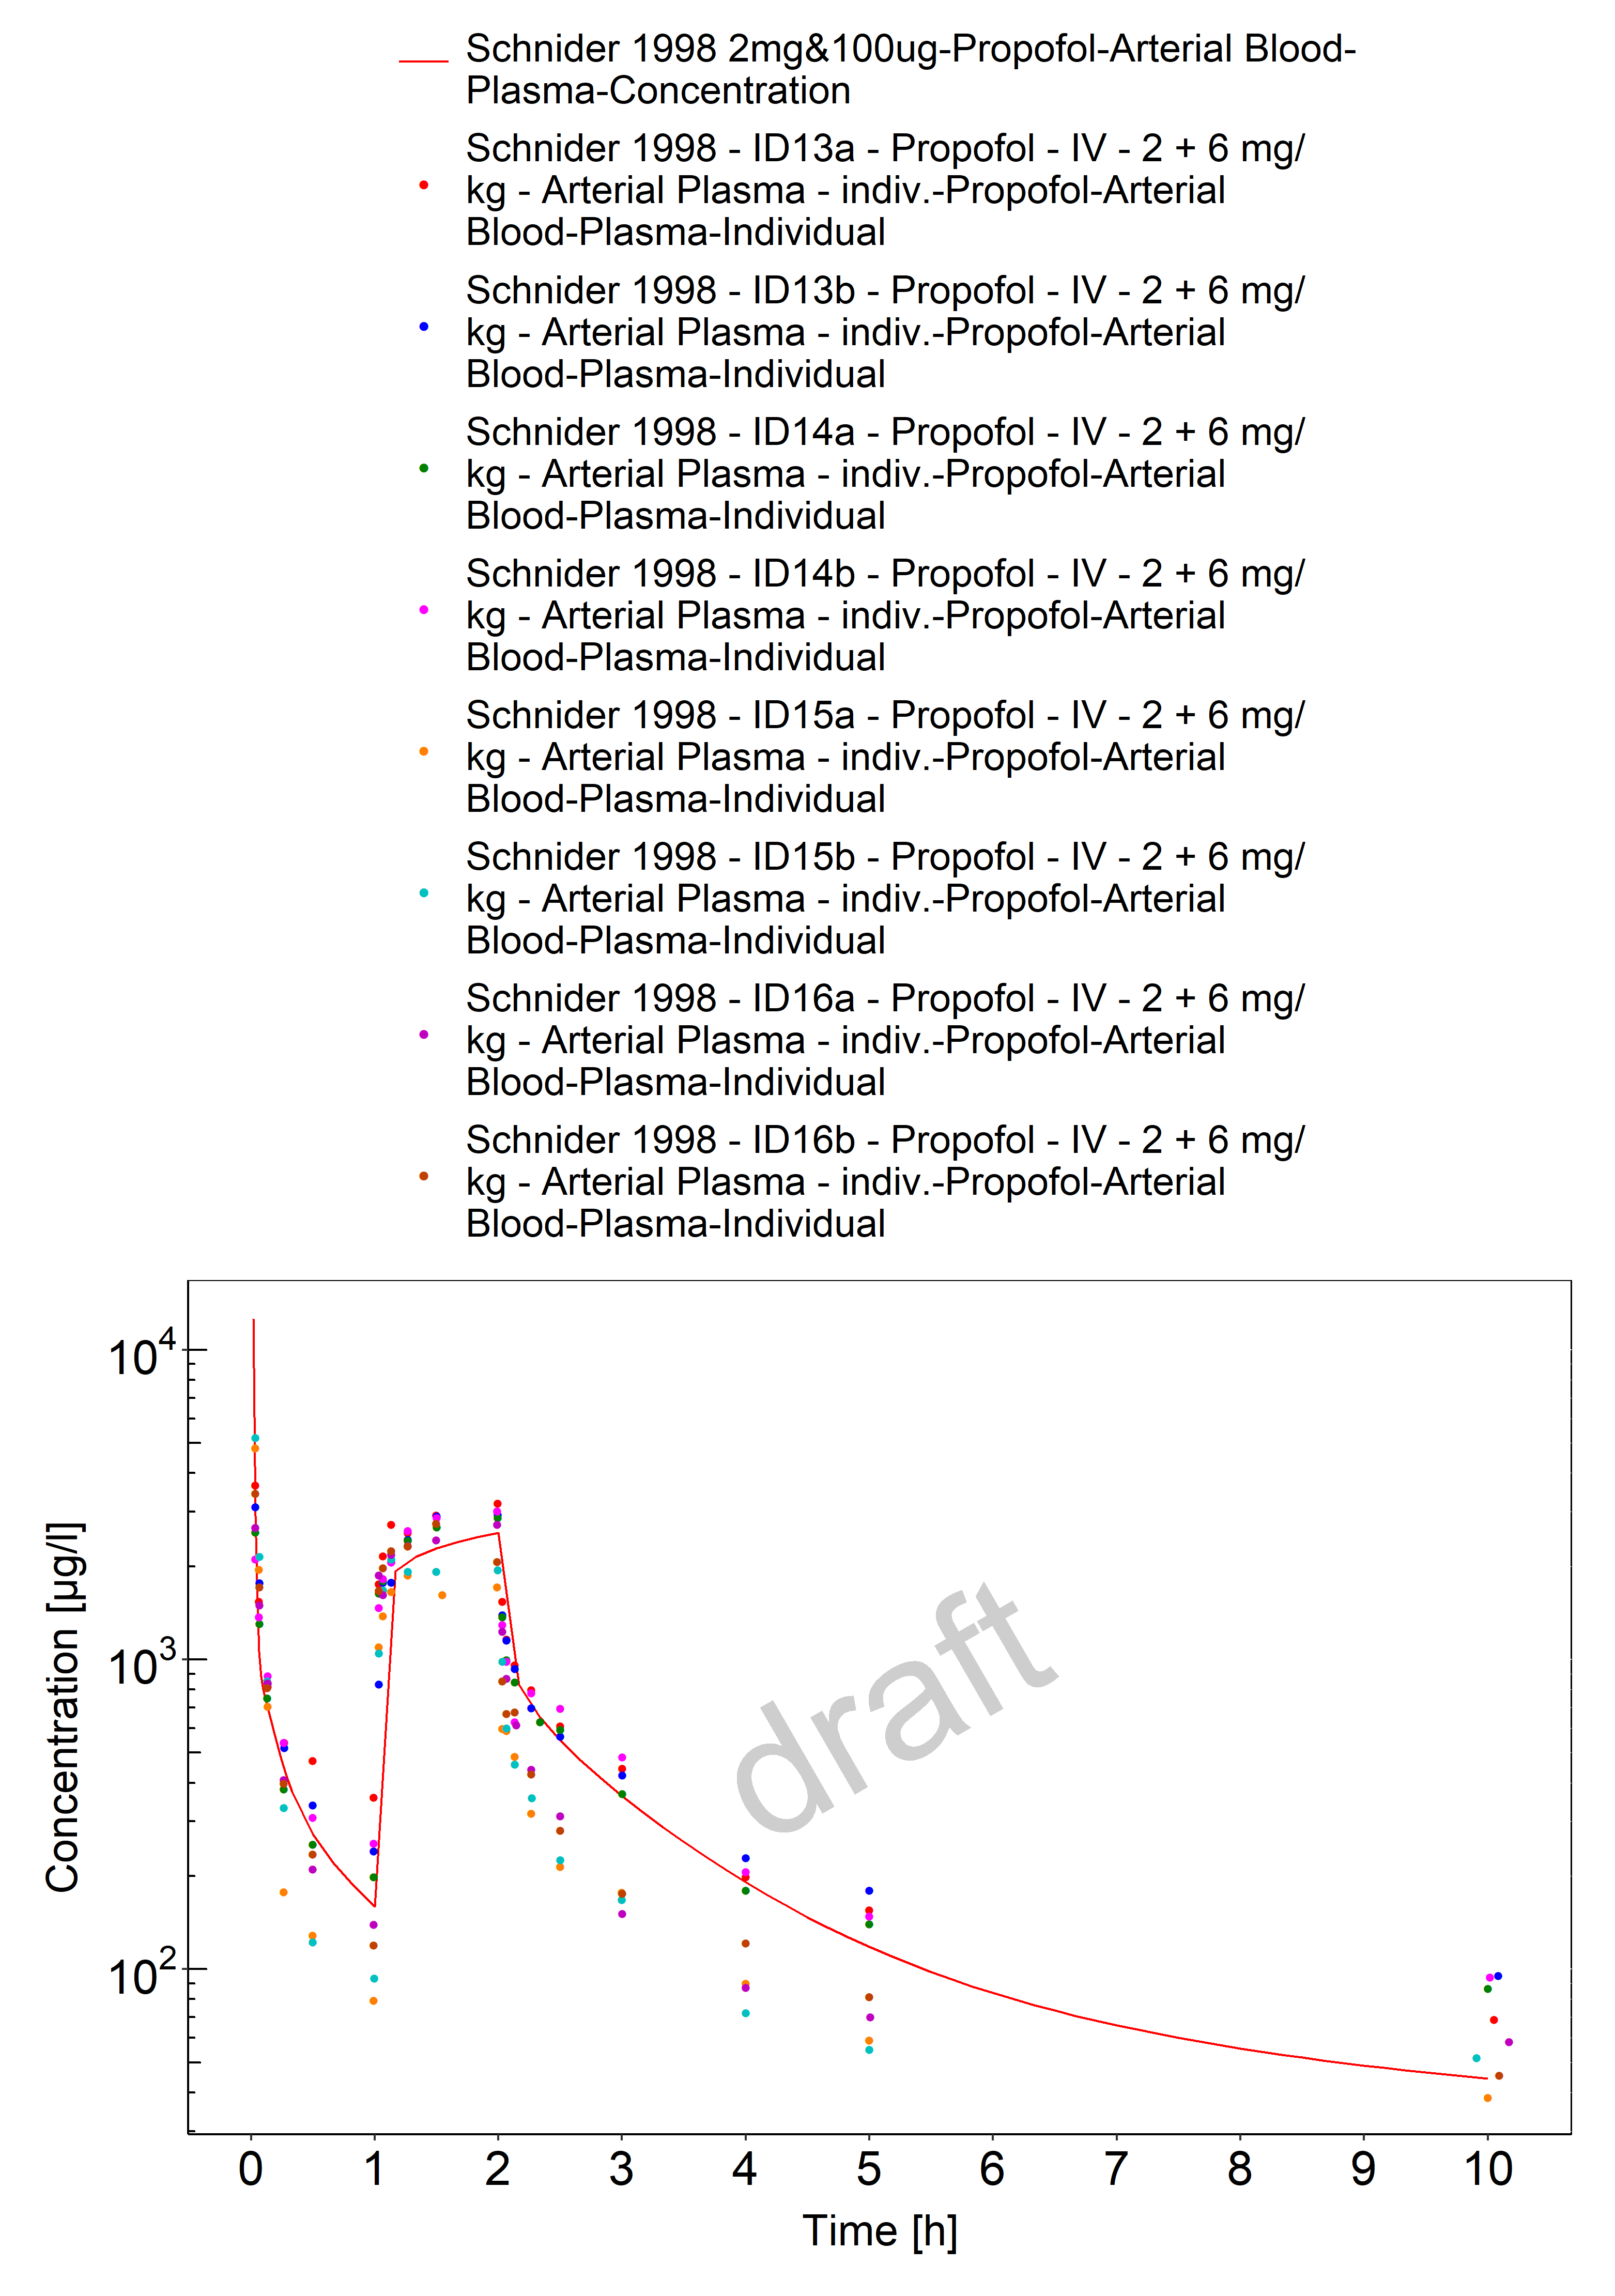 Schnider 1998 2mg&100ug-Propofol-Arterial Blood-
Plasma-Concentration
Schnider 1998 - ID13a - Propofol - IV - 2 + 6 mg/
kg - Arterial Plasma - indiv.-Propofol-Arterial
Blood-Plasma-Individual
Schnider 1998 - ID13b - Propofol - IV - 2 + 6 mg/
kg - Arterial Plasma - indiv.-Propofol-Arterial
Blood-Plasma-Individual
Schnider 1998 - ID14a - Propofol - IV - 2 + 6 mg/
kg - Arterial Plasma - indiv.-Propofol-Arterial
Blood-Plasma-Individual
Schnider 1998 - ID14b - Propofol - IV - 2 + 6 mg/
kg - Arterial Plasma - indiv.-Propofol-Arterial
Blood-Plasma-Individual
Schnider 1998 - ID15a - Propofol - IV - 2 + 6 mg/
kg - Arterial Plasma - indiv.-Propofol-Arterial
Blood-Plasma-Individual
Schnider 1998 - ID15b - Propofol - IV - 2 + 6 mg/
kg - Arterial Plasma - indiv.-Propofol-Arterial
Blood-Plasma-Individual
Schnider 1998 - ID16a - Propofol - IV - 2 + 6 mg/
kg - Arterial Plasma - indiv.-Propofol-Arterial
Blood-Plasma-Individual
Schnider 1998 - ID16b - Propofol - IV - 2 + 6 mg/
kg - Arterial Plasma - indiv.-Propofol-Arterial
Blood-Plasma-Individual
Concentration [µg/l]
10^4
10^3
10^2
draft
0 1 2 3 4 5 6 7 8 9 10
Time [h]